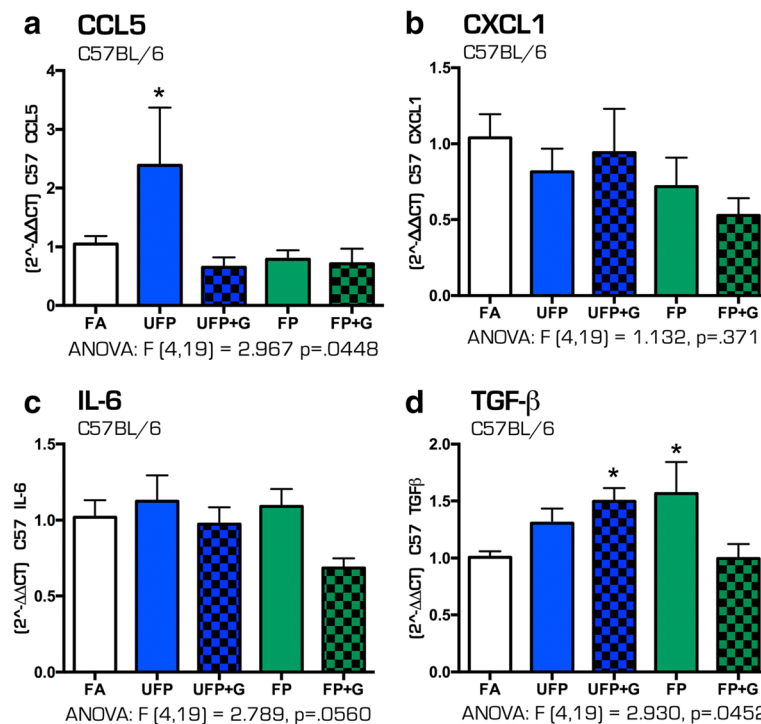 a CCL5
C57BL/6
(2^-ΔΔCT) C57 CCL5
4
3
2
1
0
*
FA UFP UFP+G FP FP+G
ANOVA: F (4,19) = 2.967 p=.0448
b CXCL1
C57BL/6
(2^-ΔΔCT) C57 CXCL1
1.5
1.0
0.5
0.0
FA UFP UFP+G FP FP+G
ANOVA: F (4,19) = 1.132, p=.371
c IL-6
C57BL/6
(2^-ΔΔCT) C57 IL-6
1.5
1.0
0.5
0.0
FA UFP UFP+G FP FP+G
ANOVA: F (4,19) = 2.789, p=.0560
d TGF-β
C57BL/6
(2^-ΔΔCT) C57 TGFβ
2.0
1.5
1.0
0.5
0.0
* *
FA UFP UFP+G FP FP+G
ANOVA: F (4,19) = 2.930, p=.0452